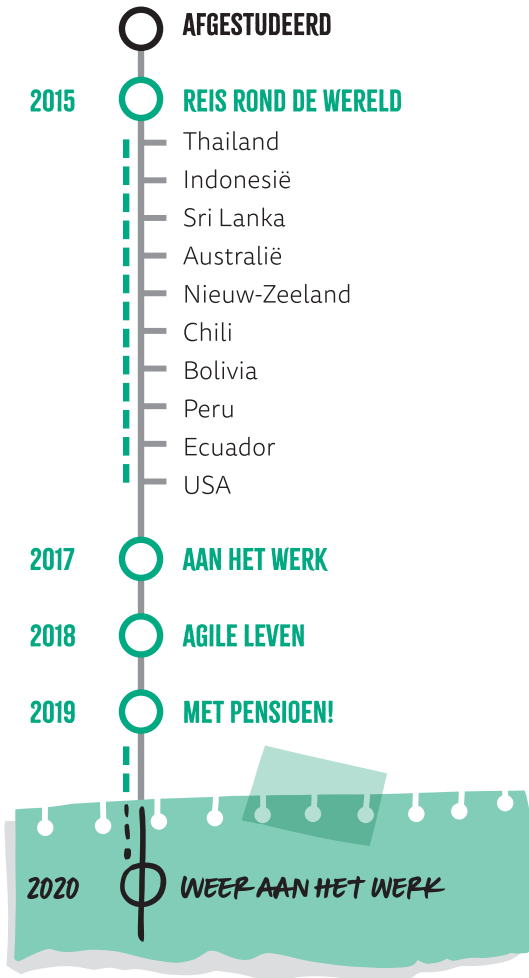 AFGESTUDEERD
2015 REIS ROND DE WERELD
Thailand
Indonesië
Sri Lanka
Australië
Nieuw-Zeeland
Chili
Bolivia
Peru
Ecuador
USA
2017 AAN HET WERK
2018 AGILE LEVEN
2019 MET PENSIOEN!
2020 WEER AAN HET WERK